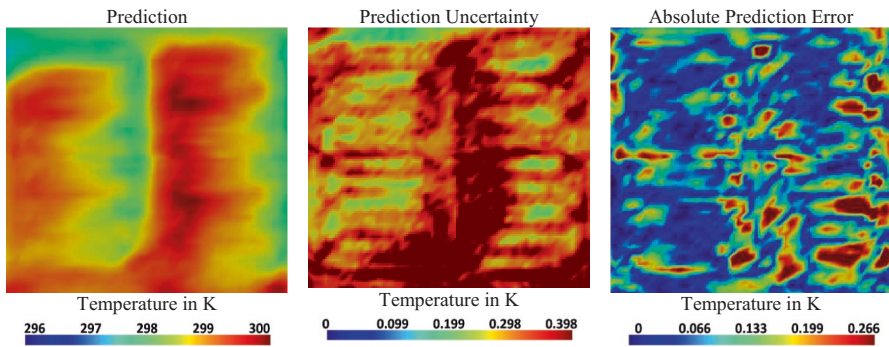 Prediction
Prediction Uncertainty
Absolute Prediction Error
Temperature in K
Temperature in K
Temperature in K
296 297 298 299 300
0 0.099 0.199 0.298 0.398
0 0.066 0.133 0.199 0.266